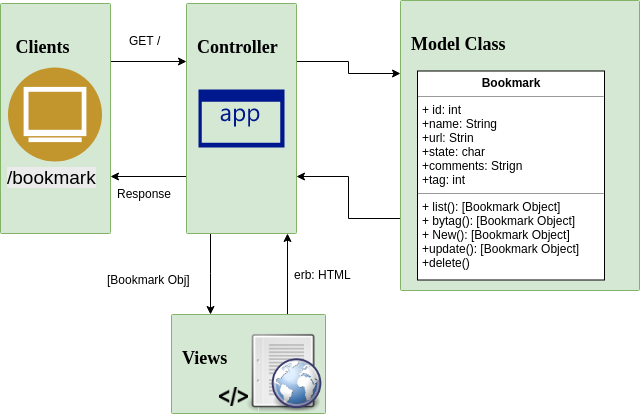 Clients
GET /
Controller
Model Class
Bookmark
+ id: int
+name: String
+url: Strin
+state: char
+comments: Strign
+tag: int
app
/bookmark
Response
+ list(): [Bookmark Object]
+ bytag(): [Bookmark Object]
+ New(): [Bookmark Object]
+update(): [Bookmark Object]
+delete()
[Bookmark Obj]
erb: HTML
Views
</>